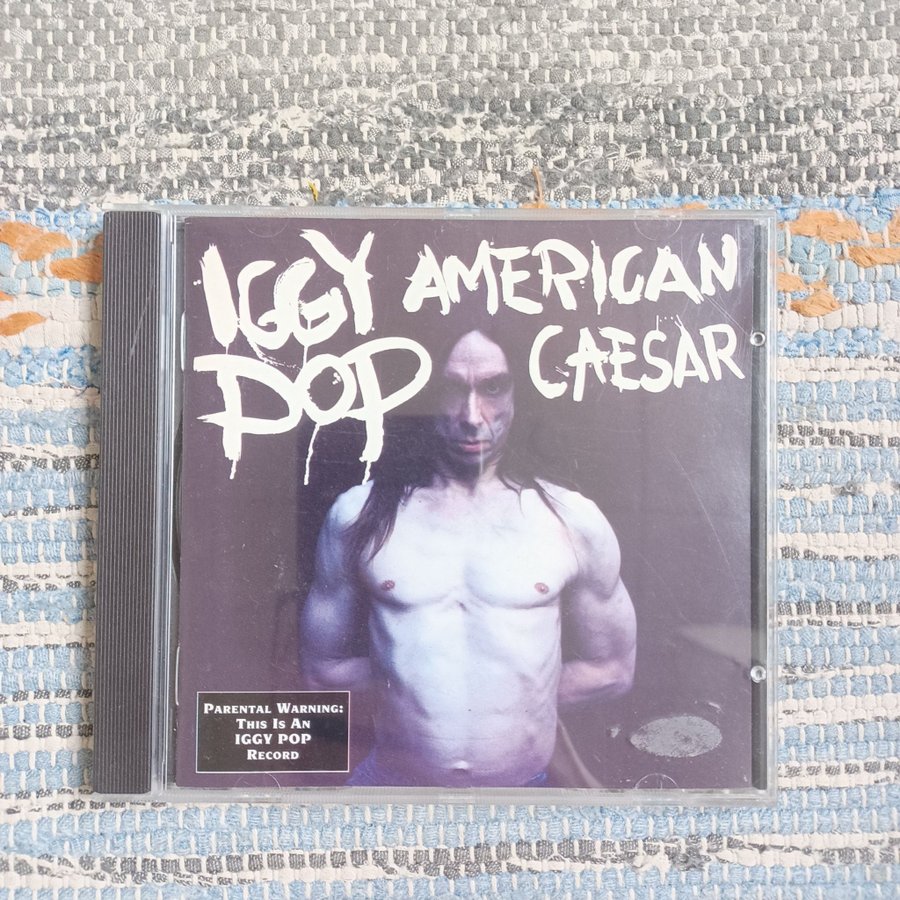 IGGY
POP
AMERICAN
CAESAR
PARENTAL WARNING:
THIS IS AN
IGGY POP
RECORD